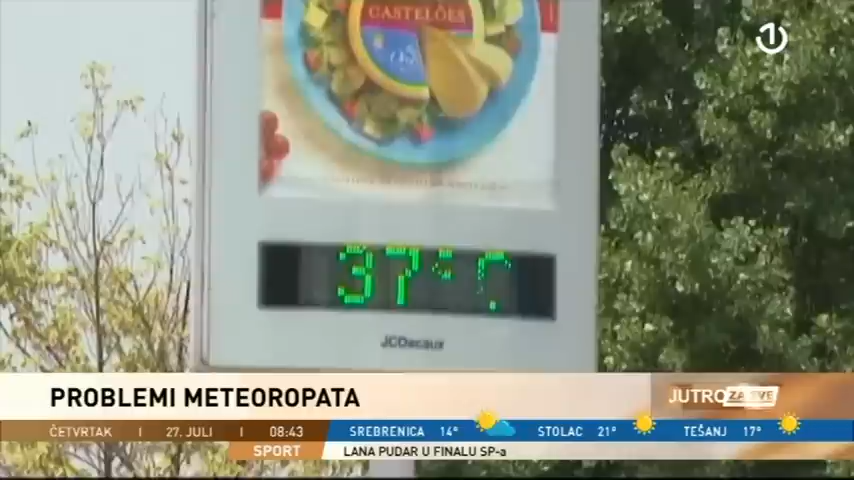 CASTELÕES
37°C
JCDecaux
PROBLEMI METEOROPATA
JUTRO ZA SVE
ČETVRTAK | 27. JULI | 08:43
SREBRENICA 14° STOLAC 21° TEŠANJ 17°
SPORT LANA PUDAR U FINALU SP-a